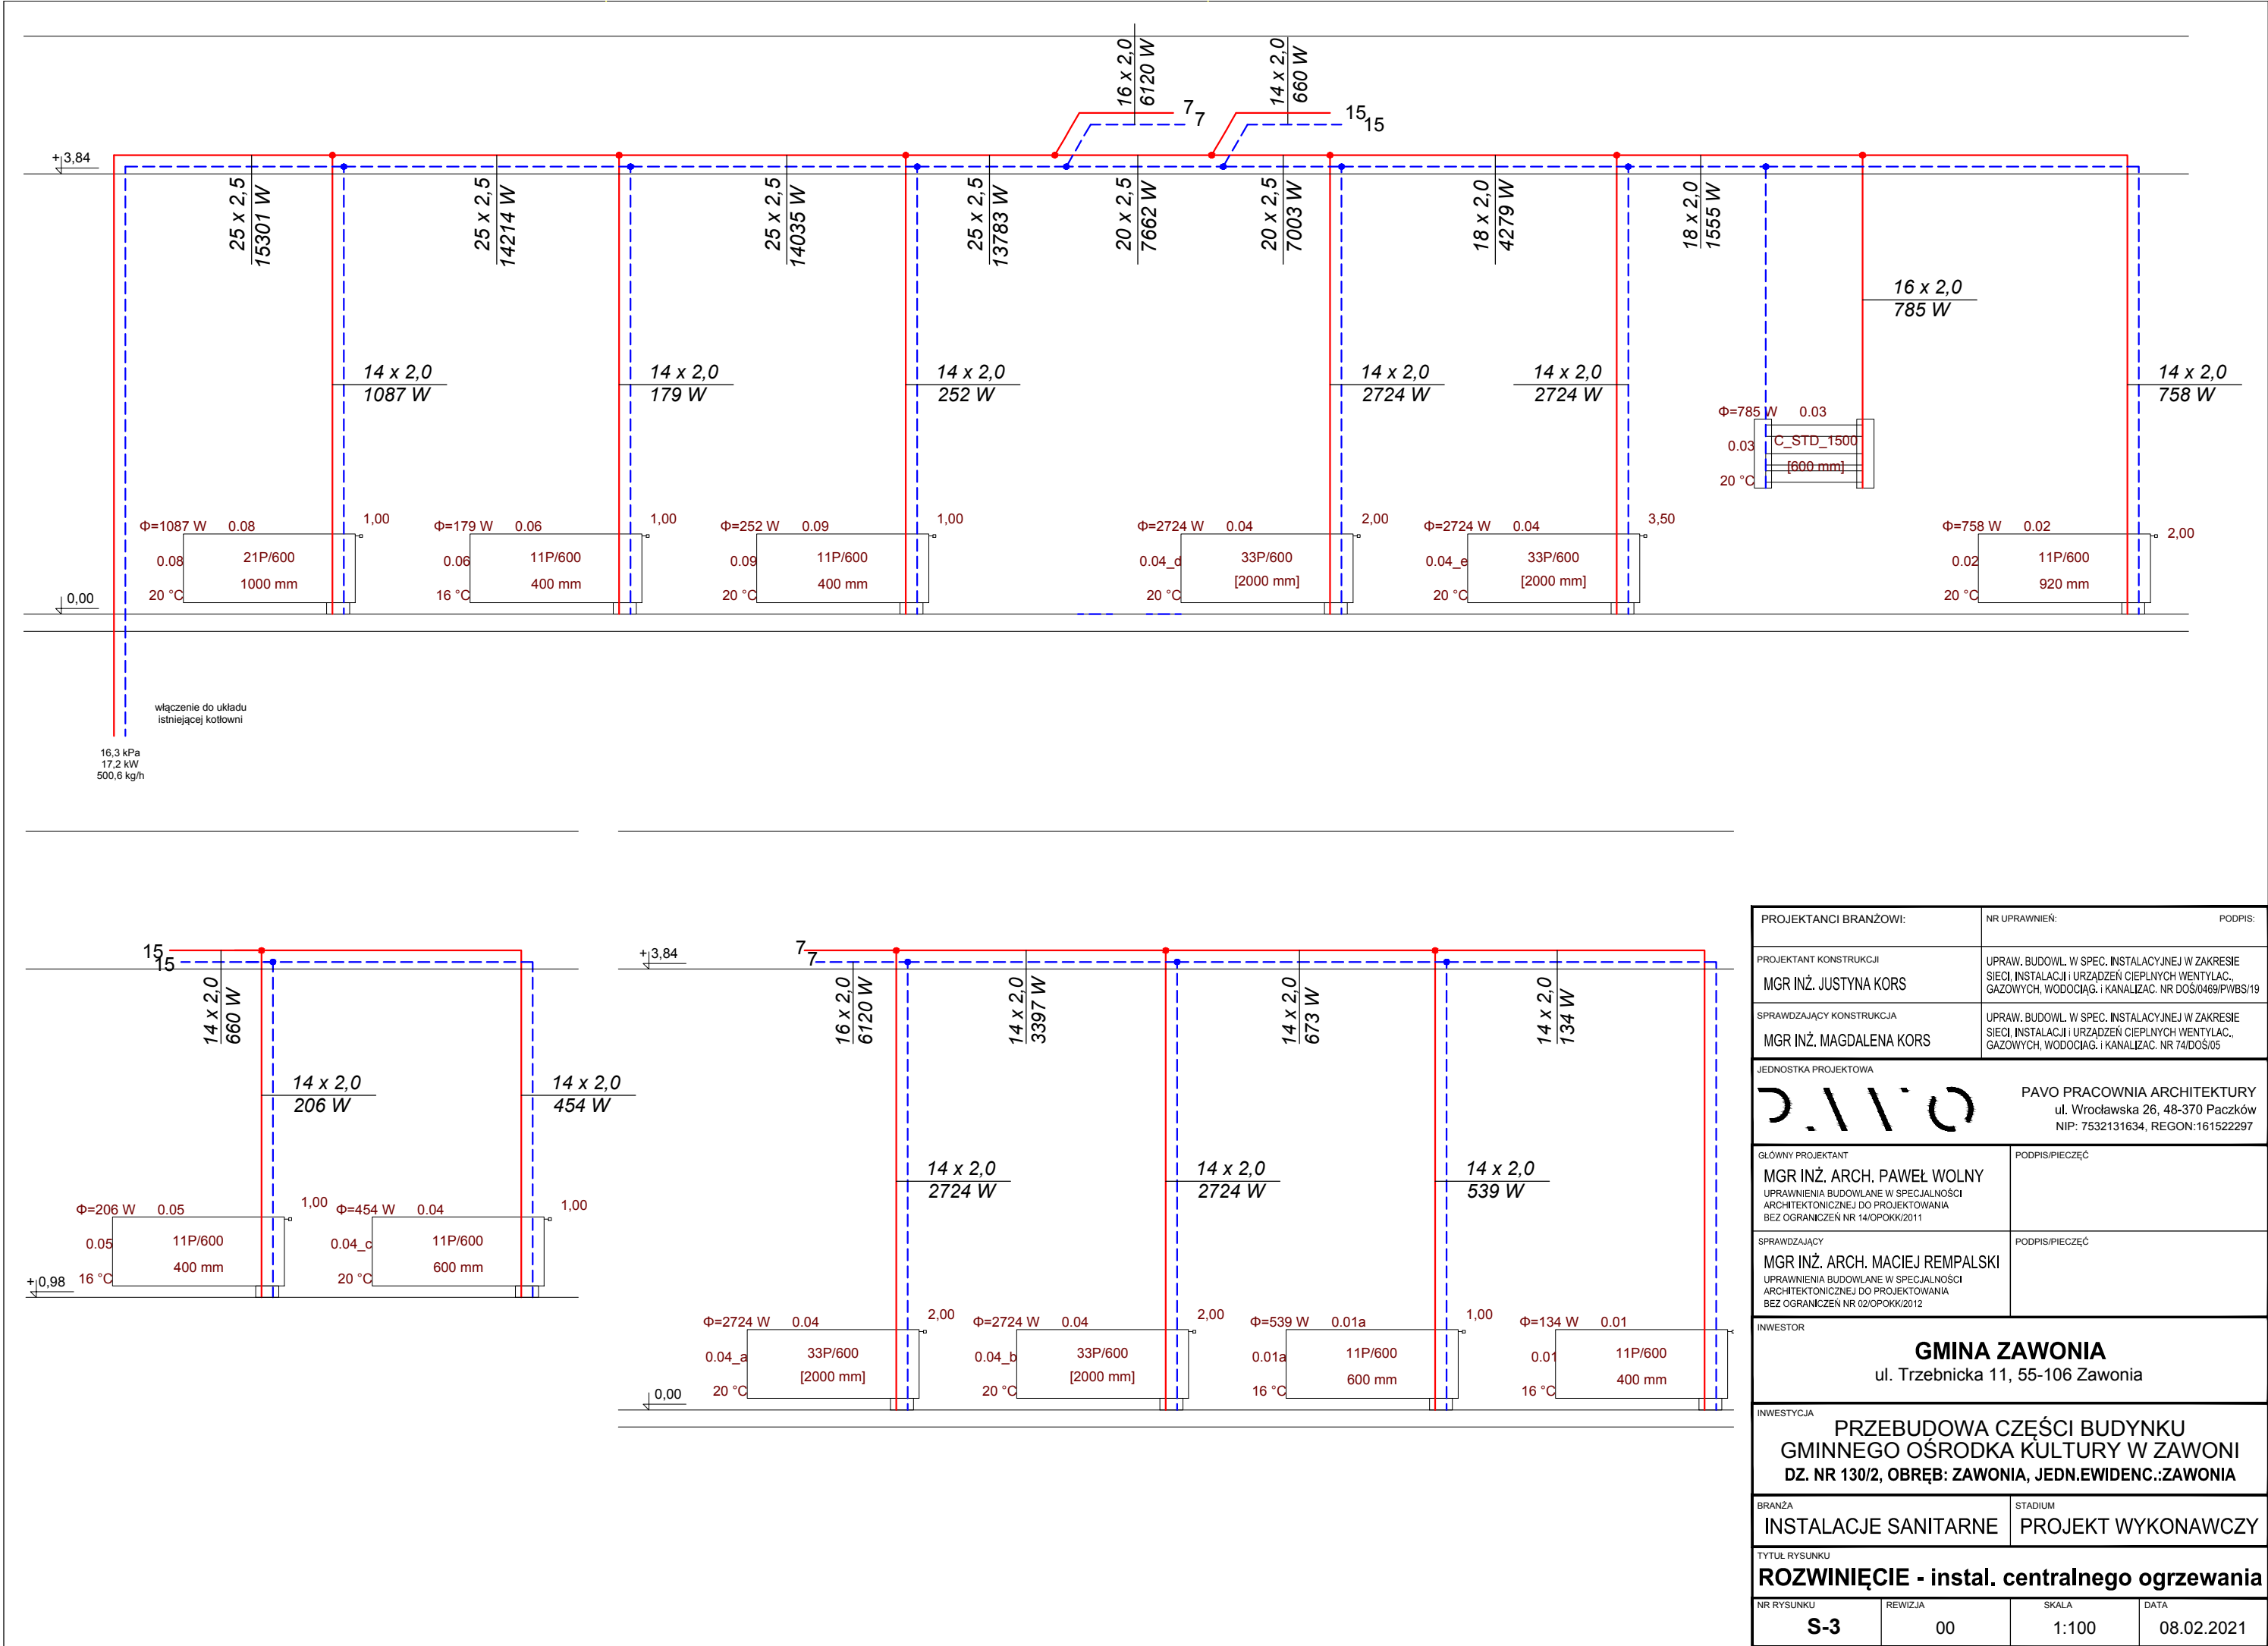 16 x 2,0
6120 W
14 x 2,0
660 W
7
7
15
15
+3,84
25 x 2,5
15301 W
25 x 2,5
14214 W
25 x 2,5
14035 W
25 x 2,5
13783 W
20 x 2,5
7662 W
20 x 2,5
7003 W
18 x 2,0
4279 W
18 x 2,0
1555 W
16 x 2,0
785 W
14 x 2,0
1087 W
14 x 2,0
179 W
14 x 2,0
252 W
14 x 2,0
2724 W
14 x 2,0
2724 W
14 x 2,0
758 W
Φ=785 W 0.03
0.03 C_STD_1500
[600 mm]
20 °C
Φ=1087 W 0.08 1,00
0.08 21P/600
1000 mm
20 °C
Φ=179 W 0.06 1,00
0.06 11P/600
400 mm
16 °C
Φ=252 W 0.09 1,00
0.09 11P/600
400 mm
20 °C
Φ=2724 W 0.04 2,00
0.04_d 33P/600
[2000 mm]
20 °C
Φ=2724 W 0.04 3,50
0.04_e 33P/600
[2000 mm]
20 °C
Φ=758 W 0.02 2,00
0.02 11P/600
920 mm
20 °C
0,00
włączenie do układu
istniejącej kotłowni
16,3 kPa
17,2 kW
500,6 kg/h
15
15
14 x 2,0
660 W
14 x 2,0
206 W
14 x 2,0
454 W
Φ=206 W 0.05 1,00
0.05 11P/600
400 mm
16 °C
Φ=454 W 0.04 1,00
0.04_c 11P/600
600 mm
20 °C
+0,98
+3,84
7
7
16 x 2,0
6120 W
14 x 2,0
3397 W
14 x 2,0
673 W
14 x 2,0
134 W
14 x 2,0
2724 W
14 x 2,0
2724 W
14 x 2,0
539 W
Φ=2724 W 0.04 2,00
0.04_a 33P/600
[2000 mm]
20 °C
Φ=2724 W 0.04 2,00
0.04_b 33P/600
[2000 mm]
20 °C
Φ=539 W 0.01a 1,00
0.01a 11P/600
600 mm
16 °C
Φ=134 W 0.01
0.01 11P/600
400 mm
16 °C
0,00
PROJEKTANCI BRANŻOWI: NR UPRAWNIEŃ: PODPIS:
PROJEKTANT KONSTRUKCJI
MGR INŻ. JUSTYNA KORS
UPRAW. BUDOWL. W SPEC. INSTALACYJNEJ W ZAKRESIE
SIECI, INSTALACJI i URZĄDZEŃ CIEPLNYCH WENTYLAC.,
GAZOWYCH, WODOCIĄG. i KANALIZAC. NR DOŚ/0469/PWBS/19
SPRAWDZAJĄCY KONSTRUKCJA
MGR INŻ. MAGDALENA KORS
UPRAW. BUDOWL. W SPEC. INSTALACYJNEJ W ZAKRESIE
SIECI, INSTALACJI i URZĄDZEŃ CIEPLNYCH WENTYLAC.,
GAZOWYCH, WODOCIĄG. i KANALIZAC. NR 74/DOŚ/05
JEDNOSTKA PROJEKTOWA
PAVO
PAVO PRACOWNIA ARCHITEKTURY
ul. Wrocławska 26, 48-370 Paczków
NIP: 7532131634, REGON:161522297
GŁÓWNY PROJEKTANT PODPIS/PIECZĘĆ
MGR INŻ. ARCH. PAWEŁ WOLNY
UPRAWNIENIA BUDOWLANE W SPECJALNOŚCI
ARCHITEKTONICZNEJ DO PROJEKTOWANIA
BEZ OGRANICZEŃ NR 14/OPOKK/2011
SPRAWDZAJĄCY PODPIS/PIECZĘĆ
MGR INŻ. ARCH. MACIEJ REMPALSKI
UPRAWNIENIA BUDOWLANE W SPECJALNOŚCI
ARCHITEKTONICZNEJ DO PROJEKTOWANIA
BEZ OGRANICZEŃ NR 02/OPOKK/2012
INWESTOR
GMINA ZAWONIA
ul. Trzebnicka 11, 55-106 Zawonia
INWESTYCJA
PRZEBUDOWA CZĘŚCI BUDYNKU
GMINNEGO OŚRODKA KULTURY W ZAWONI
DZ. NR 130/2, OBRĘB: ZAWONIA, JEDN.EWIDENC.:ZAWONIA
BRANŻA STADIUM
INSTALACJE SANITARNE PROJEKT WYKONAWCZY
TYTUŁ RYSUNKU
ROZWINIĘCIE - instal. centralnego ogrzewania
NR RYSUNKU REWIZJA SKALA DATA
S-3 00 1:100 08.02.2021